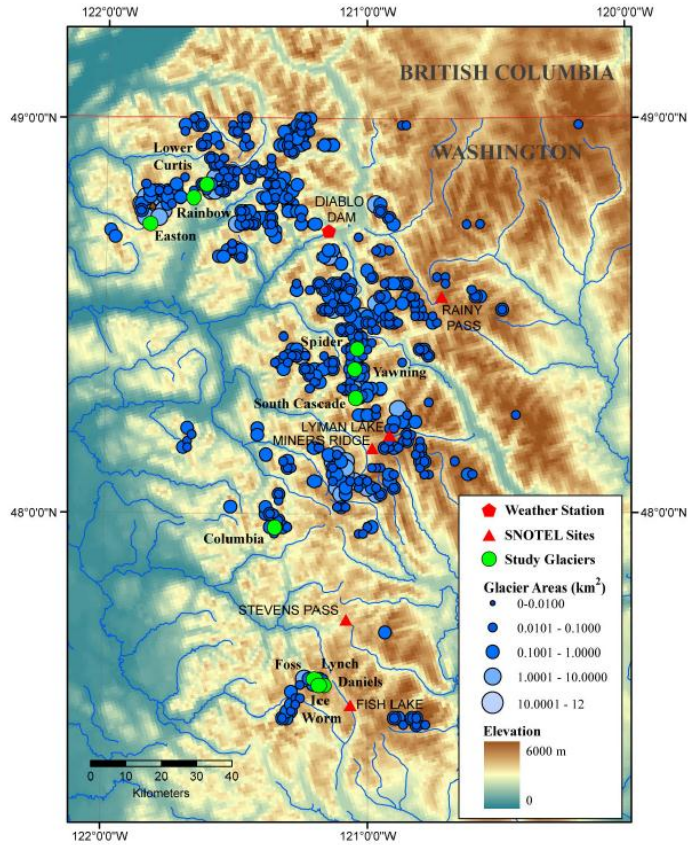 122°0'0"W
121°0'0"W
120°0'0"W
BRITISH COLUMBIA
49°0'0"N
49°0'0"N
WASHINGTON
Lower
Curtis
Rainbow
Easton
DIABLO
DAM
RAINY
PASS
Spider
Yawning
South Cascade
LYMAN LAKE
MINERS RIDGE
48°0'0"N
48°0'0"N
Columbia
STEVENS PASS
Foss
Lynch
Daniels
Ice
Worm
FISH LAKE
Weather Station
SNOTEL Sites
Study Glaciers
Glacier Areas (km²)
0-0.0100
0.0101 - 0.1000
0.1001 - 1.0000
1.0001 - 10.0000
10.0001 - 12
Elevation
6000 m
0
0 10 20 30 40
Kilometers
122°0'0"W
121°0'0"W